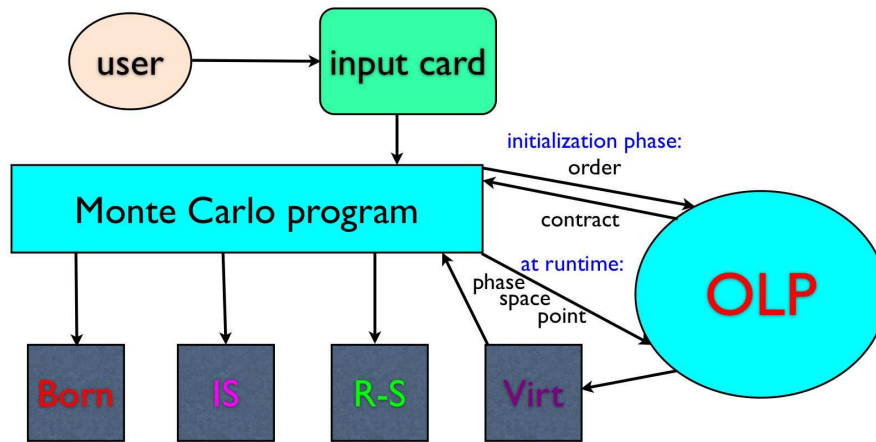 user
input card
initialization phase:
order
contract
Monte Carlo program
at runtime:
phase
space
point
OLP
Born
IS
R-S
Virt